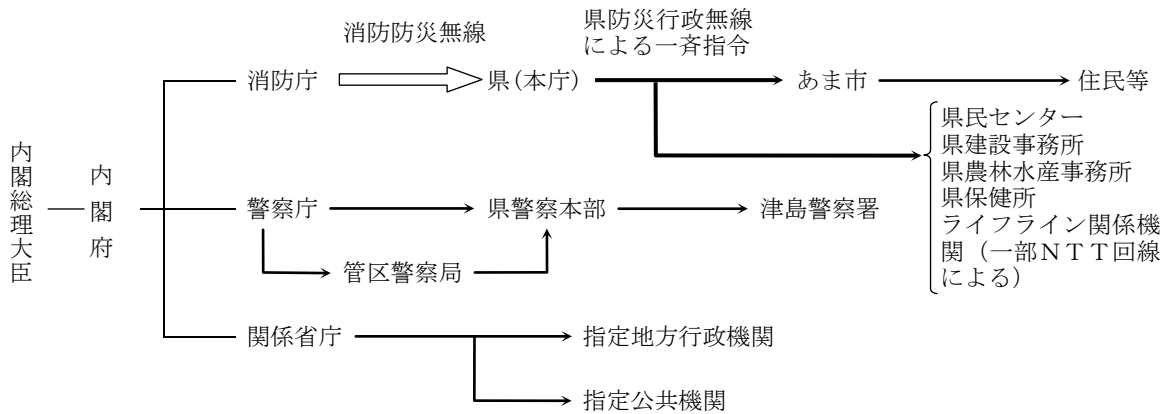 消防防災無線
県防災行政無線
による一斉指令
消防庁
県(本庁)
あま市
住民等
県民センター
県建設事務所
県農林水産事務所
県保健所
ライフライン関係機
関(一部NTT回線
による)
内閣総理大臣
内閣府
警察庁
県警察本部
津島警察署
管区警察局
関係省庁
指定地方行政機関
指定公共機関